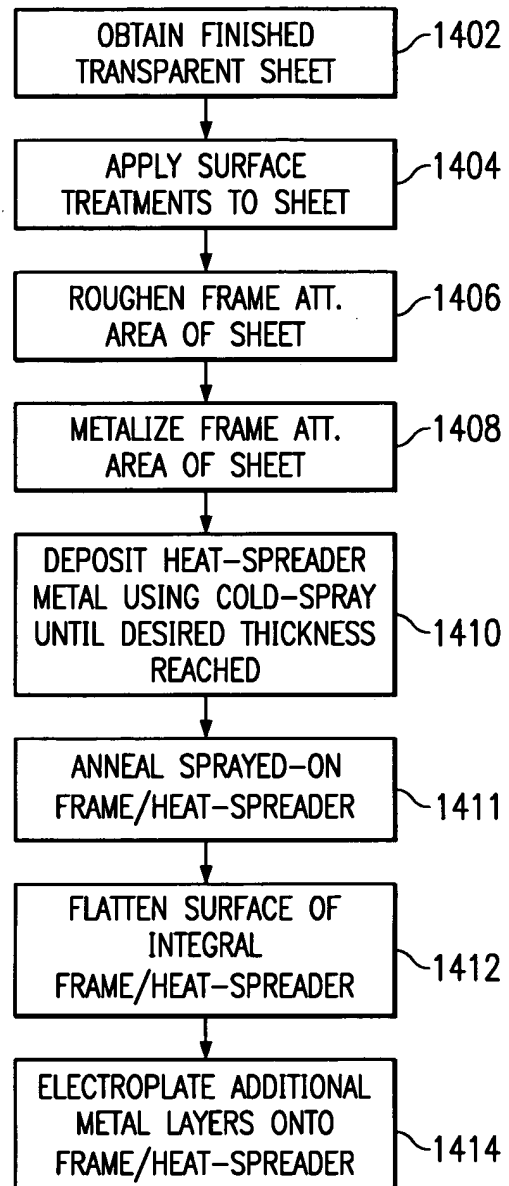 OBTAIN FINISHED
TRANSPARENT SHEET
1402
APPLY SURFACE
TREATMENTS TO SHEET
1404
ROUGHEN FRAME ATT.
AREA OF SHEET
1406
METALIZE FRAME ATT.
AREA OF SHEET
1408
DEPOSIT HEAT-SPREADER
METAL USING COLD-SPRAY
UNTIL DESIRED THICKNESS
REACHED
1410
ANNEAL SPRAYED-ON
FRAME/HEAT-SPREADER
1411
FLATTEN SURFACE OF
INTEGRAL
FRAME/HEAT-SPREADER
1412
ELECTROPLATE ADDITIONAL
METAL LAYERS ONTO
FRAME/HEAT-SPREADER
1414